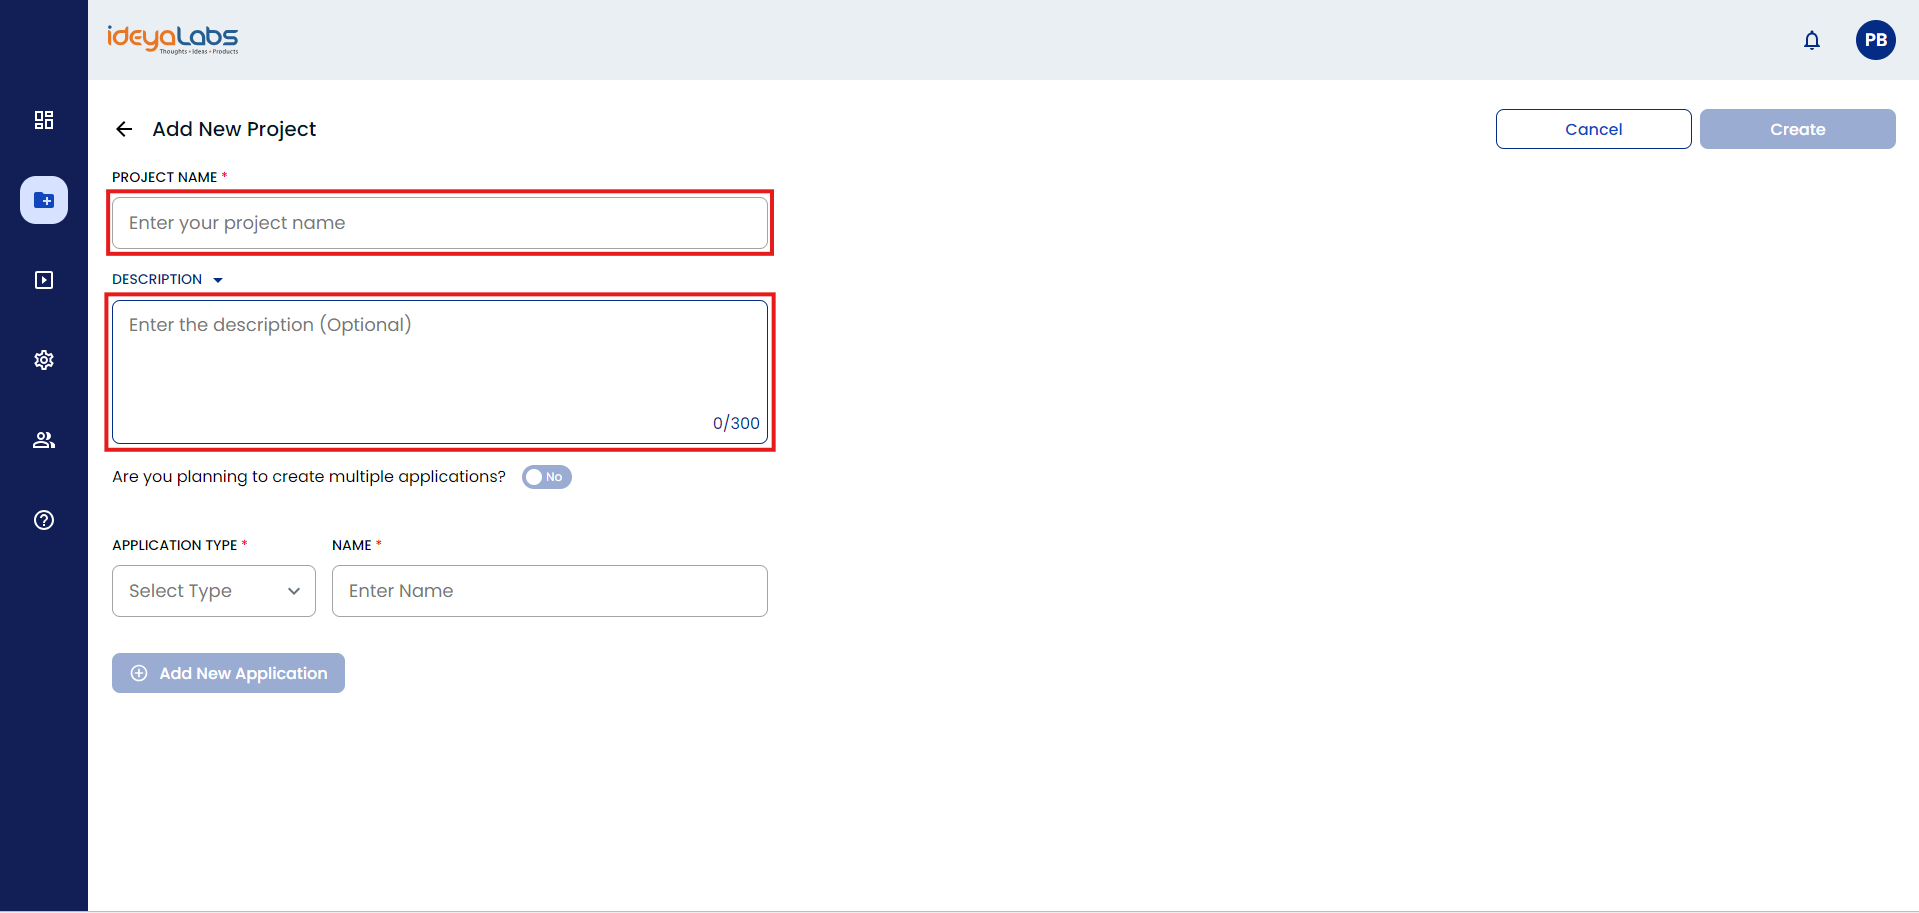 ideyaLabs
Thoughts • Ideas • Products
PB
Add New Project
Cancel
Create
PROJECT NAME *
Enter your project name
DESCRIPTION
Enter the description (Optional)
0/300
Are you planning to create multiple applications? No
APPLICATION TYPE * NAME *
Select Type Enter Name
Add New Application